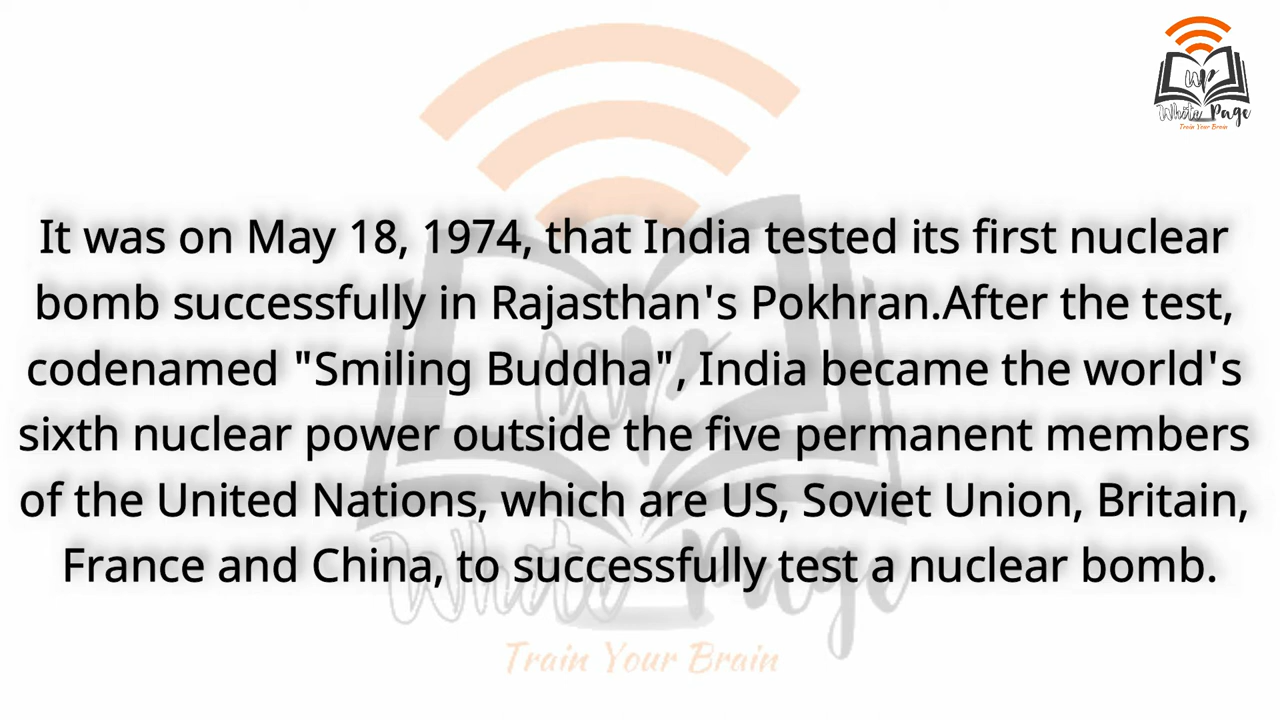 wp
White Page
Train Your Brain
It was on May 18, 1974, that India tested its first nuclear
bomb successfully in Rajasthan's Pokhran.After the test,
codenamed "Smiling Buddha", India became the world's
sixth nuclear power outside the five permanent members
of the United Nations, which are US, Soviet Union, Britain,
France and China, to successfully test a nuclear bomb.
wp
White Page
Train Your Brain